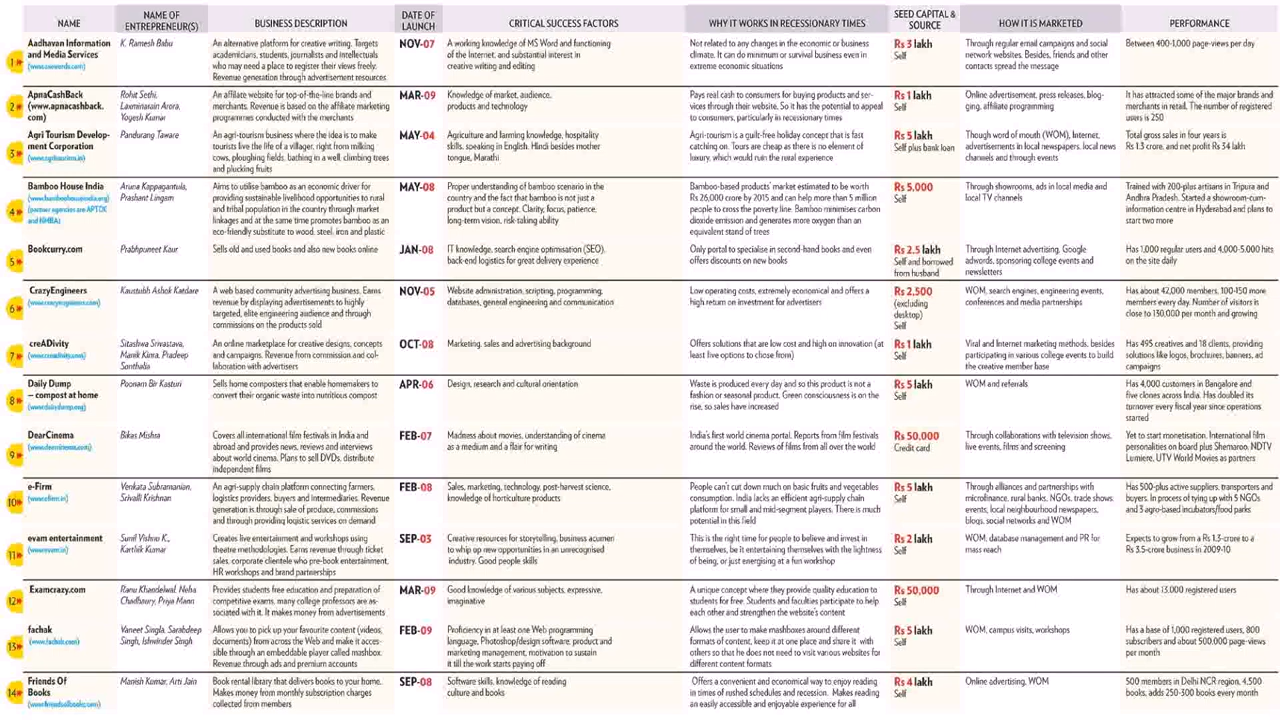 NAME
NAME OF
ENTREPRENEUR(S)
BUSINESS DESCRIPTION
DATE OF
LAUNCH
CRITICAL SUCCESS FACTORS
WHY IT WORKS IN RECESSIONARY TIMES
SEED CAPITAL &
SOURCE
HOW IT IS MARKETED
PERFORMANCE
1
Aadhavan Information
and Media Services
K. Ramesh Babu
An alternative platform for creative writing. Targets
academicians, students, journalists and intellectuals
who may need a place to register their views freely.
Revenue generation through advertisement resources
NOV-07
A working knowledge of MS Word and functioning
of the Internet, and substantial interest in
creative writing and editing
Not related to any changes in the economic or business
climate. It can do minimum or survival business even in
extreme economic situations
Rs 3 lakh
Self
Through regular email campaigns and social
network websites. Besides, friends and other
contacts spread the message
Between 400-1,000 page-views per day
2
ApnaCashBack
(www.apnacashback.
com)
Rohit Sethi,
Laxminarain Arora,
Yogesh Kumar
An affiliate website for top-of-the-line brands and
merchants. Revenue is based on the affiliate marketing
programmes conducted with the merchants
MAR-09
Knowledge of market, audience,
products and technology
Pays real cash to consumers for buying products and ser-
vices through their website. So it has the potential to appeal
to consumers, particularly in recessionary times
Rs 1 lakh
Self
Online advertisement, press releases, blog-
ging, affiliate programming
It has attracted some of the major brands and
merchants in retail. The number of registered
users is 250
3
Agri Tourism Develop-
ment Corporation
(www.agritourism.in)
Pandurang Taware
An agri-tourism business where the idea is to make
tourists live the life of a villager, right from milking
cows, ploughing fields, bathing in a well, climbing trees
and plucking fruits
MAY-04
Agriculture and farming knowledge, hospitality
skills, speaking in English, Hindi besides mother
tongue, Marathi
Agri-tourism is a guilt-free holiday concept that is fast
catching on. Tours are cheap as there is no element of
luxury, which would ruin the rural experience
Rs 5 lakh
Self plus bank loan
Though word of mouth (WOM), Internet,
advertisements in local newspapers, local news
channels and through events
Total gross sales in four years is
Rs 1.3 crore, and net profit Rs 34 lakh
4
Bamboo House India
(www.bamboohouseindia.org)
(partner agencies are APTDC
and NMBA)
Aruna Kappagantula,
Prashant Lingam
Aims to utilise bamboo as an economic driver for
providing sustainable livelihood opportunities to rural
and tribal population in the country through market
linkages and at the same time promotes bamboo as an
eco-friendly substitute to wood, steel, iron and plastic
MAY-08
Proper understanding of bamboo scenario in the
country and the fact that bamboo is not just a
product but a concept. Clarity, focus, patience,
long-term vision, risk-taking ability
Bamboo-based products' market estimated to be worth
Rs 26,000 crore by 2015 and can help more than 5 million
people to cross the poverty line. Bamboo minimises carbon
dioxide emission and generates more oxygen than an
equivalent stand of trees
Rs 5,000
Self
Through showrooms, ads in local media and
local TV channels
Trained with 200-plus artisans in Tripura and
Andhra Pradesh. Started a showroom-cum-
information centre in Hyderabad and plans to
start two more
5
Bookcurry.com
Prabhpuneet Kaur
Sells old and used books and also new books online
JAN-08
IT knowledge, search engine optimisation (SEO),
back-end logistics for great delivery experience
Only portal to specialise in second-hand books and even
offers discounts on new books
Rs 2.5 lakh
Self and borrowed
from husband
Through Internet advertising, Google
adwords, sponsoring college events and
newsletters
Has 1,000 regular users and 4,000-5,000 hits
on the site daily
6
CrazyEngineers
(www.crazyengineers.com)
Kaustubh Ashok Katdare
A web based community advertising business. Earns
revenue by displaying advertisements to highly
targeted, elite engineering audience and through
commissions on the products sold
NOV-05
Website administration, scripting, programming,
databases, general engineering and communication
Low operating costs, extremely economical and offers a
high return on investment for advertisers
Rs 2,500
(excluding
desktop)
Self
WOM, search engines, engineering events,
conferences and media partnerships
Has about 42,000 members, 100-150 more
members every day. Number of visitors is
close to 130,000 per month and growing
7
creADivity
(www.creadivity.com)
Sitashwa Srivastava,
Manik Kinra, Pradeep
Sonthalia
An online marketplace for creative designs, concepts
and campaigns. Revenue from commission and col-
laboration with advertisers
OCT-08
Marketing, sales and advertising background
Offers solutions that are low cost and high on innovation (at
least live options to chose from)
Rs 1 lakh
Self
Viral and Internet marketing methods, besides
participating in various college events to build
the creative member base
Has 495 creatives and 18 clients, providing
solutions like logos, brochures, banners, ad
campaigns
8
Daily Dump
– compost at home
(www.dailydump.org)
Poonam Bir Kasturi
Sells home composters that enable homemakers to
convert their organic waste into nutritious compost
APR-06
Design, research and cultural orientation
Waste is produced every day and so this product is not a
fashion or seasonal product. Green consciousness is on the
rise, so sales have increased
Rs 5 lakh
Self
WOM and referrals
Has 4,000 customers in Bangalore and
five clones across India. Has doubled its
turnover every fiscal year since operations
started
9
DearCinema
(www.dearcinema.com)
Bikas Mishra
Covers all international film festivals in India and
abroad and provides news, reviews and interviews
about world cinema. Plans to sell DVDs, distribute
independent films
FEB-07
Madness about movies, understanding of cinema
as a medium and a flair for writing
India's first world cinema portal. Reports from film festivals
around the world. Reviews of films from all over the world
Rs 50,000
Credit card
Through collaborations with television shows,
live events, films and screening
Yet to start monetisation. International film
personalities on board plus Shemaroo, NDTV
Lumiere, UTV World Movies as partners
10
e-Firm
(www.efirm.in)
Venkata Subramanian,
Srivalli Krishnan
An agri-supply chain platform connecting farmers,
logistics providers, buyers and intermediaries. Revenue
generation is through sale of produce, commissions
and through providing logistic services on demand
FEB-08
Sales, marketing, technology, post-harvest science,
knowledge of horticulture products
People can't cut down much on basic fruits and vegetables
consumption. India lacks an efficient agri-supply chain
platform for small and mid-segment players. There is much
potential in this field
Rs 5 lakh
Self
Through alliances and partnerships with
microfinance, rural banks, NGOs, trade shows
events, local neighbourhood newspapers,
blogs, social networks and WOM
Has 500-plus active suppliers, transporters and
buyers. In process of tying up with 5 NGOs
and 3 agro-based incubators/food parks
11
evam entertainment
(www.evam.in)
Sunil Vishnu K.,
Karthik Kumar
Creates live entertainment and workshops using
theatre methodologies. Earns revenue through ticket
sales, corporate clientele who pre-book entertainment,
HR workshops and brand partnerships
SEP-03
Creative resources for storytelling, business acumen
to whip up new opportunities in an unrecognised
industry. Good people skills
This is the right time for people to believe and invest in
themselves, be it entertaining themselves with the lightness
of being, or just energising at a fun workshop
Rs 2 lakh
Self
WOM, database management and PR for
mass reach
Expects to grow from a Rs 1.3-crore to a
Rs 3.5-crore business in 2009-10
12
Examcrazy.com
Ranu Khandelwal, Neha
Chadhaury, Priya Mann
Provides students free education and preparation of
competitive exams, many college professors are as-
sociated with it. It makes money from advertisements
MAR-09
Good knowledge of various subjects, expressive,
imaginative
A unique concept where they provide quality education to
students for free. Students and faculties participate to help
each other and strengthen the website's content
Rs 50,000
Self
Through Internet and WOM
Has about 13,000 registered users
13
fachak
(www.fachak.com)
Vaneet Singla, Sarabdeep
Singh, Ishwinder Singh
Allows you to pick up your favourite content (videos,
documents) from across the Web and make it acces-
sible through an embeddable player called mashbox.
Revenue through ads and premium accounts
FEB-09
Proficiency in at least one Web programming
language, Photoshop/design software, product and
marketing management, motivation to sustain
it till the work starts paying off
Allows the user to make mashboxes around different
formats of content, keep it at one place and share it with
others so that he does not need to visit various websites for
different content formats
Rs 5 lakh
Self
WOM, campus visits, workshops
Has a base of 1,000 registered users, 800
subscribers and about 500,000 page-views
per month
14
Friends Of
Books
(www.friendsofbooks.com)
Manish Kumar, Arti Jain
Book rental library that delivers books to your home.
Makes money from monthly subscription charges
collected from members
SEP-08
Software skills, knowledge of reading
culture and books
Offers a convenient and economical way to enjoy reading
in times of rushed schedules and recession. Makes reading
an easily accessible and enjoyable experience for all
Rs 4 lakh
Self
Online advertising, WOM
500 members in Delhi NCR region, 4,500
books, adds 250-300 books every month